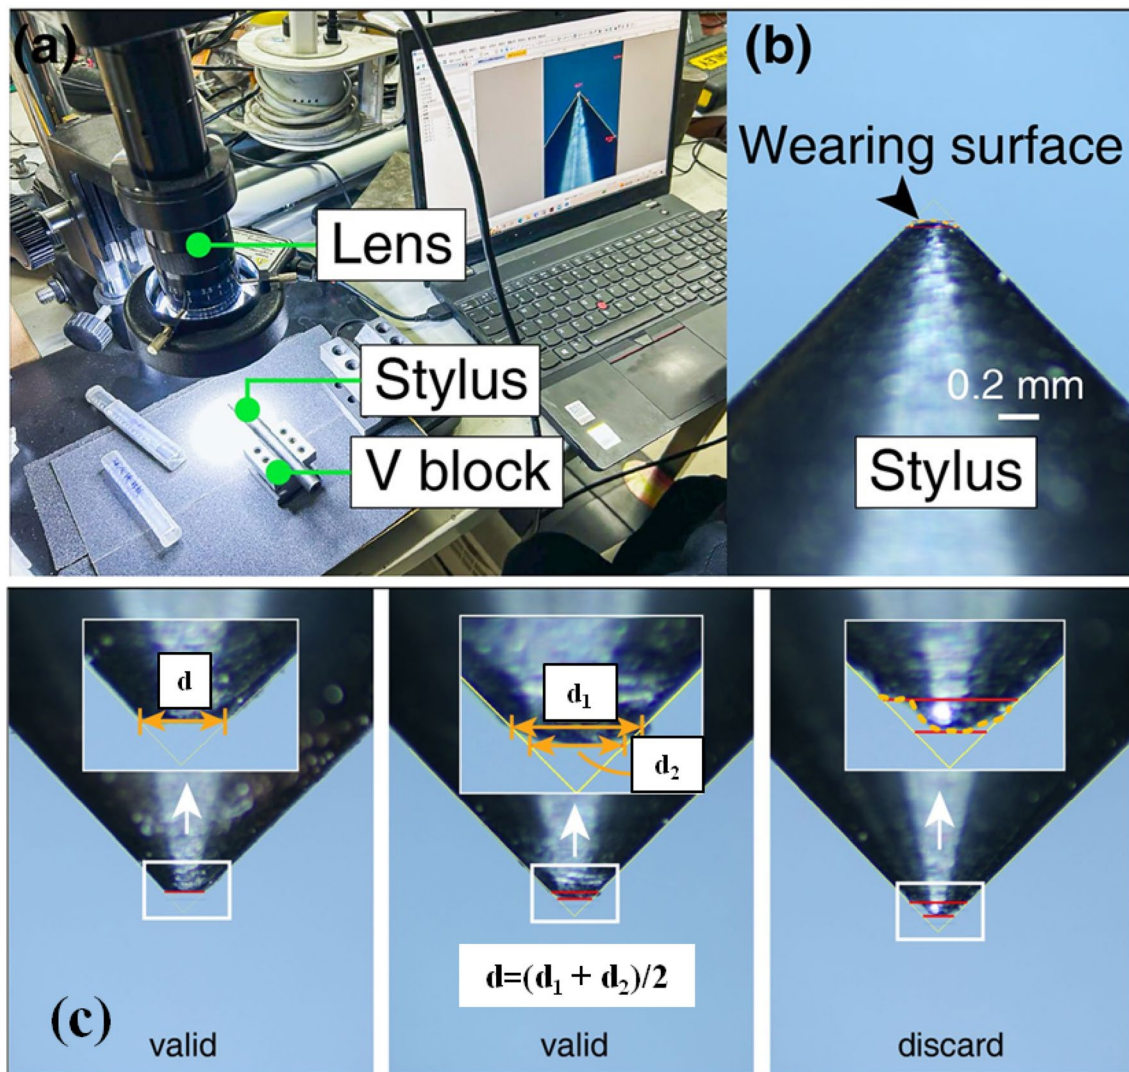 (a)
Lens
Stylus
V block
(b)
Wearing surface
0.2 mm
Stylus
d
d₁
d₂
d=(d₁ + d₂)/2
(c)
valid
valid
discard